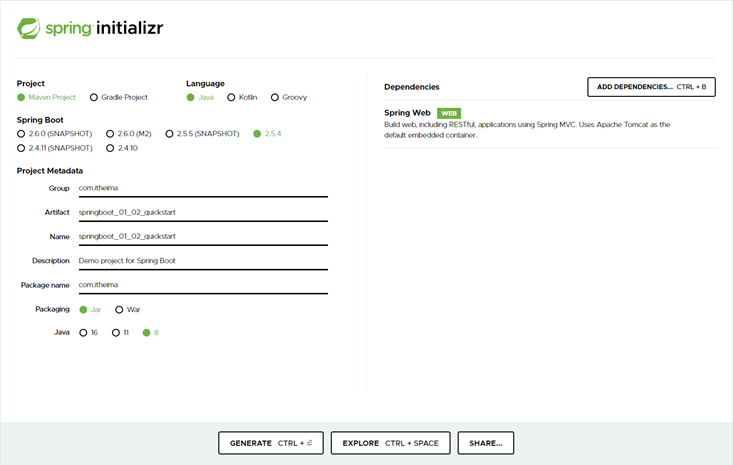 spring initializr
Project
Maven Project Gradle Project
Language
Java Kotlin Groovy
Spring Boot
2.6.0 (SNAPSHOT) 2.6.0 (M2) 2.5.5 (SNAPSHOT) 2.5.4
2.4.11 (SNAPSHOT) 2.4.10
Project Metadata
Group com.itheima
Artifact springboot_01_02_quickstart
Name springboot_01_02_quickstart
Description Demo project for Spring Boot
Package name com.itheima
Packaging Jar War
Java 16 11 8
Dependencies ADD DEPENDENCIES... CTRL + B
Spring Web WEB
Build web, including RESTful, applications using Spring MVC. Uses Apache Tomcat as the
default embedded container.
GENERATE CTRL + ⏎ EXPLORE CTRL + SPACE SHARE...